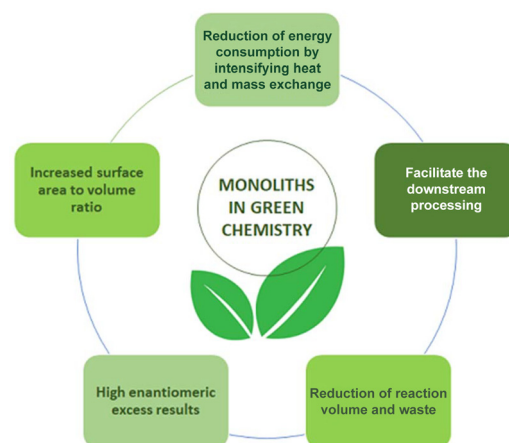 Reduction of energy
consumption by
intensifying heat
and mass exchange
Increased surface
area to volume
ratio
MONOLITHS
IN GREEN
CHEMISTRY
Facilitate the
downstream
processing
High enantiomeric
excess results
Reduction of reaction
volume and waste